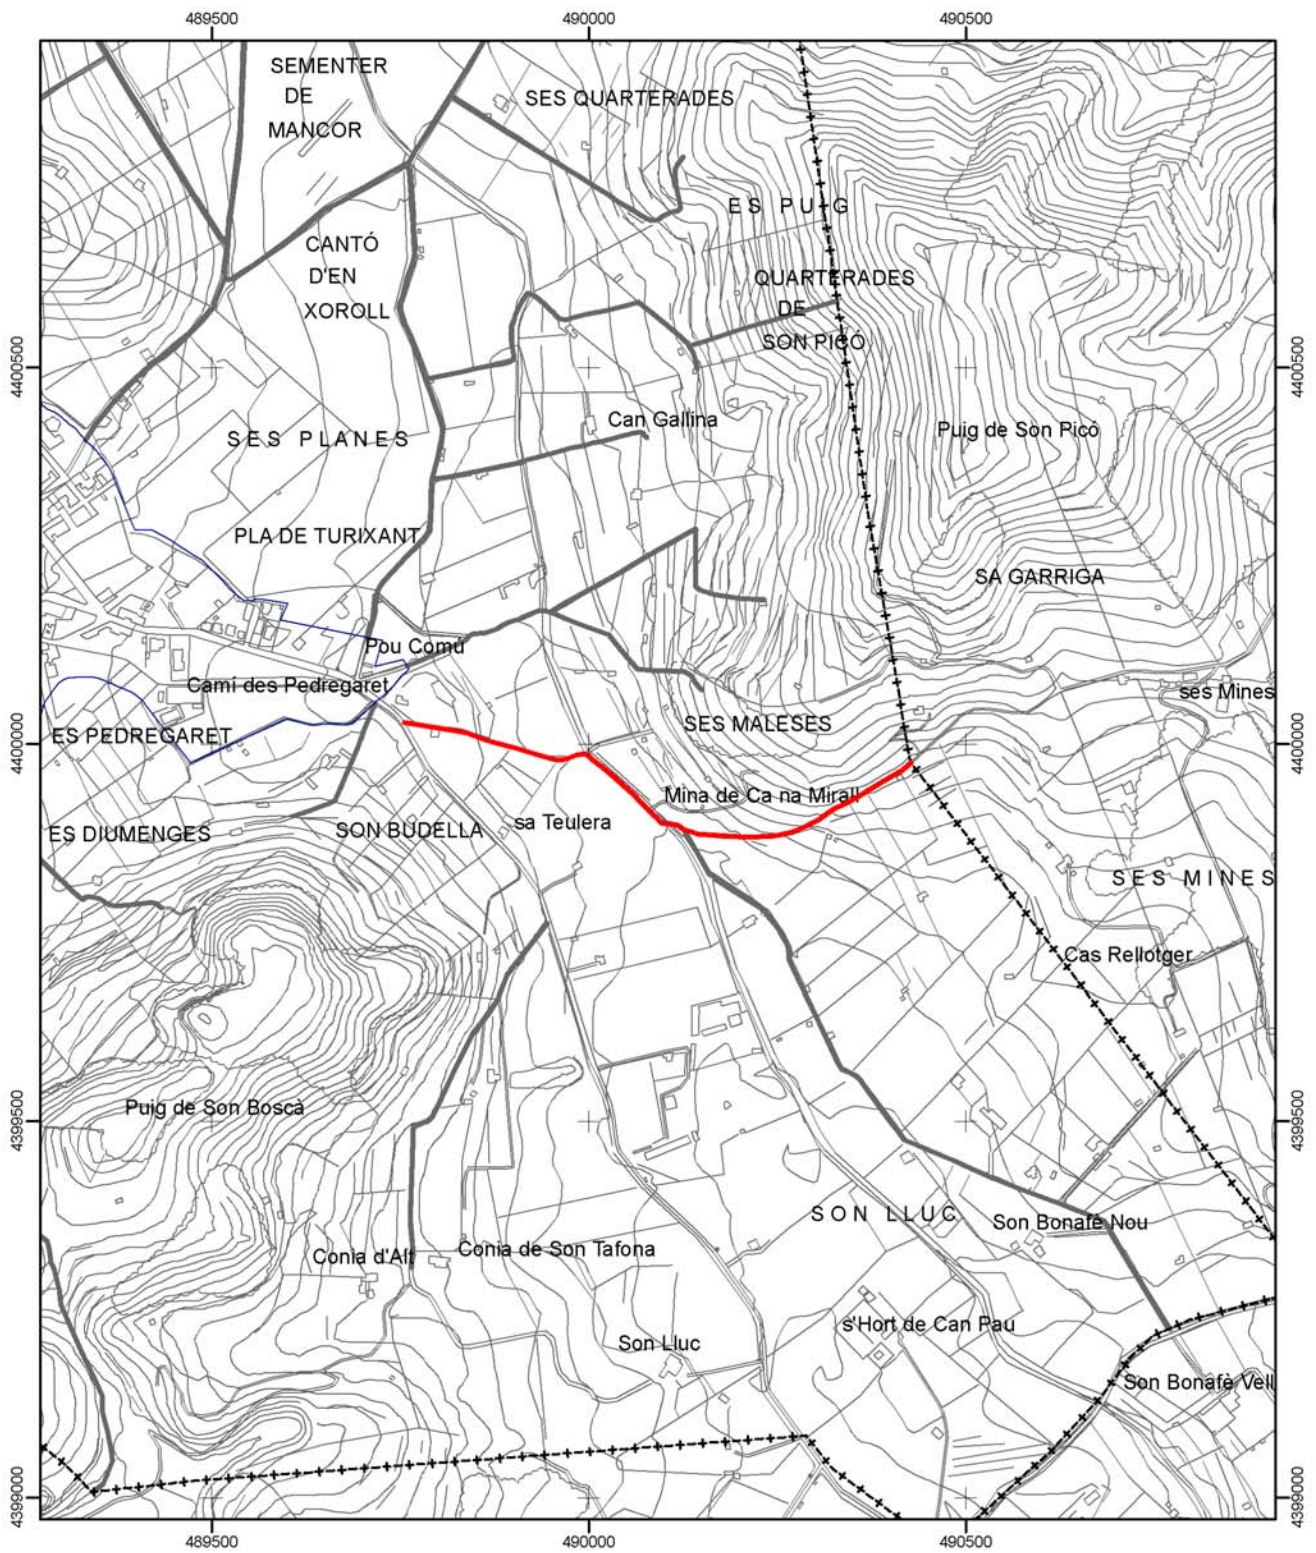 489500
490000
490500
SEMENTER
DE
MANCOR
SES QUARTERADES
ES PUIG
CANTÓ
D'EN
XOROLL
QUARTERADES
DE
SON PICÓ
4400500
4400500
Can Gallina
SES PLANES
Puig de Son Picó
PLA DE TURIXANT
SA GARRIGA
Pou Comú
Camí des Pedregaret
ses Mines
ES PEDREGARET
SES MALESES
4400000
4400000
Mina de Ca na Mirall
ES DIUMENGES
SON BUDELLA
sa Teulera
SES MINES
Cas Rellotger
Puig de Son Boscà
4399500
4399500
SON LLUC
Son Bonafè Nou
Conia d'Alt
Conia de Son Tafona
s'Hort de Can Pau
Son Lluc
Son Bonafè Vell
4399000
4399000
489500
490000
490500